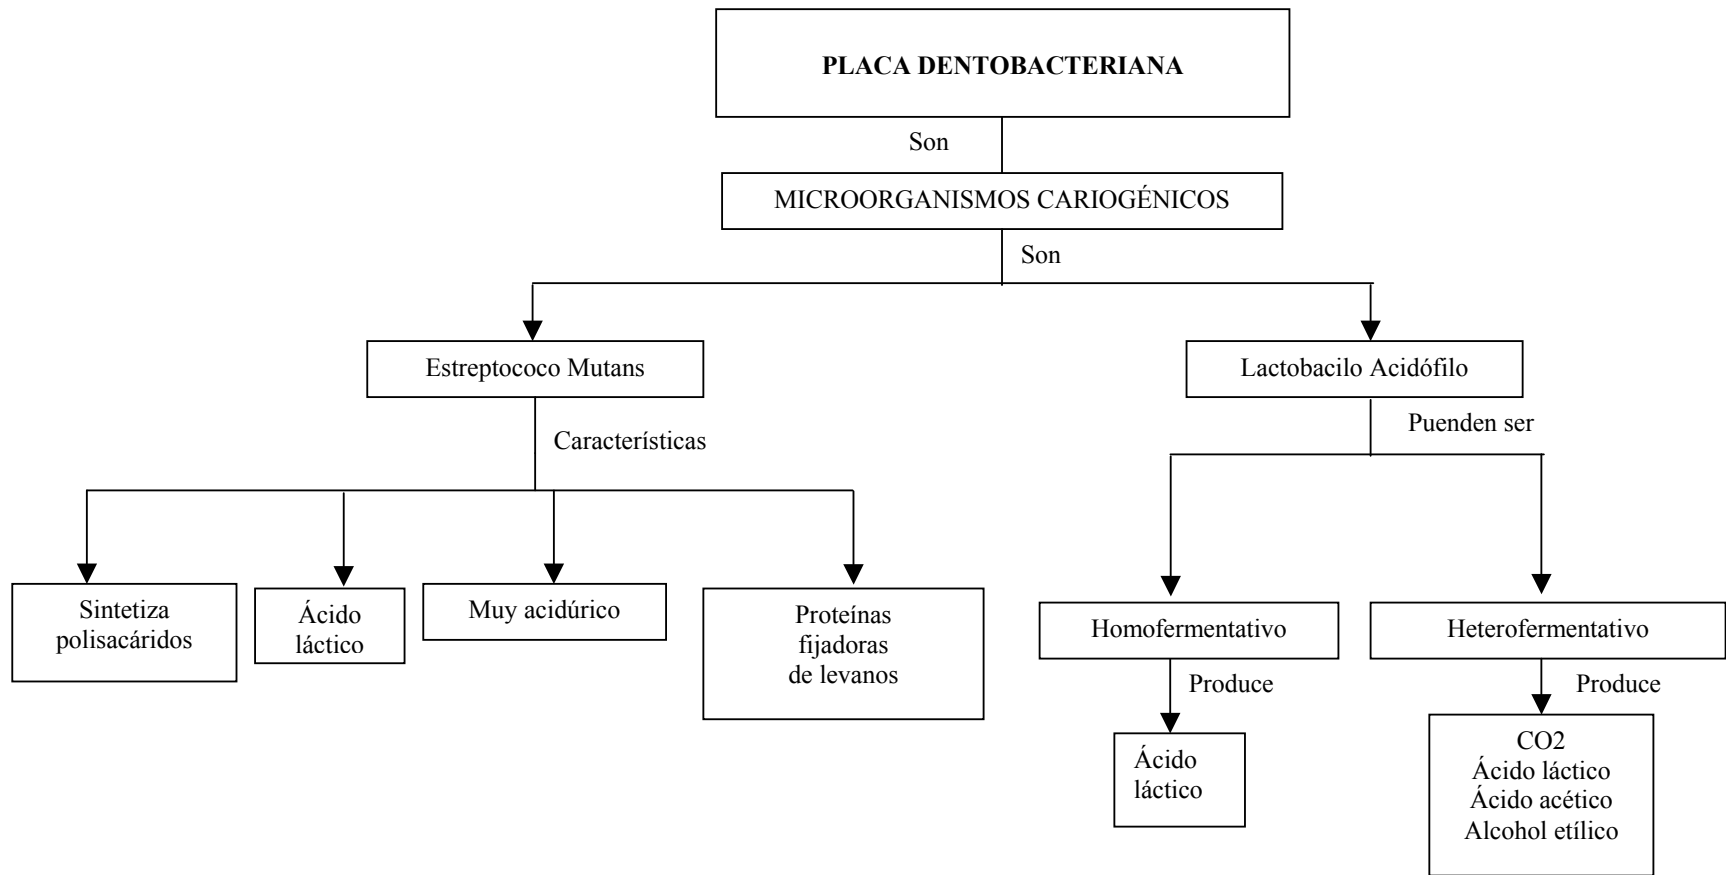 PLACA DENTOBACTERIANA
Son
MICROORGANISMOS CARIOGÉNICOS
Son
Estreptococo Mutans
Lactobacilo Acidófilo
Puenden ser
Características
Sintetiza
polisacáridos
Ácido
láctico
Muy acidúrico
Proteínas
fijadoras
de levanos
Homofermentativo
Heterofermentativo
Produce
Produce
Ácido
láctico
CO2
Ácido láctico
Ácido acético
Alcohol etílico